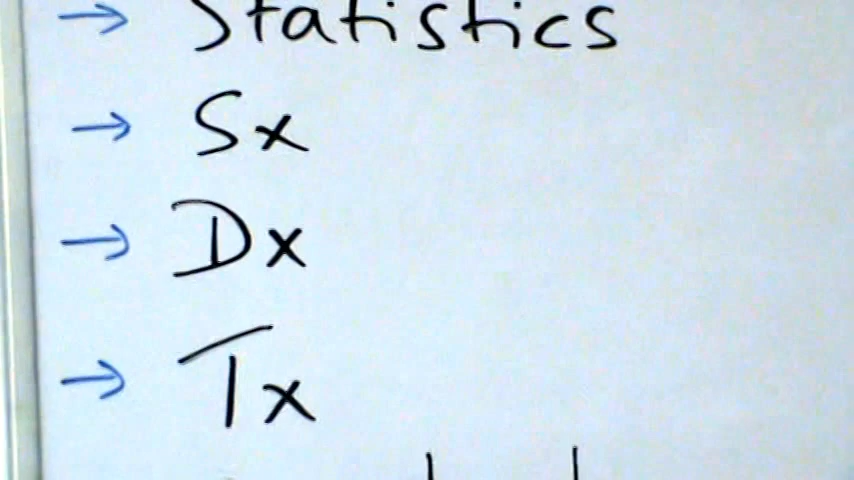 → Statistics
→ Sx
→ Dx
→ Tx